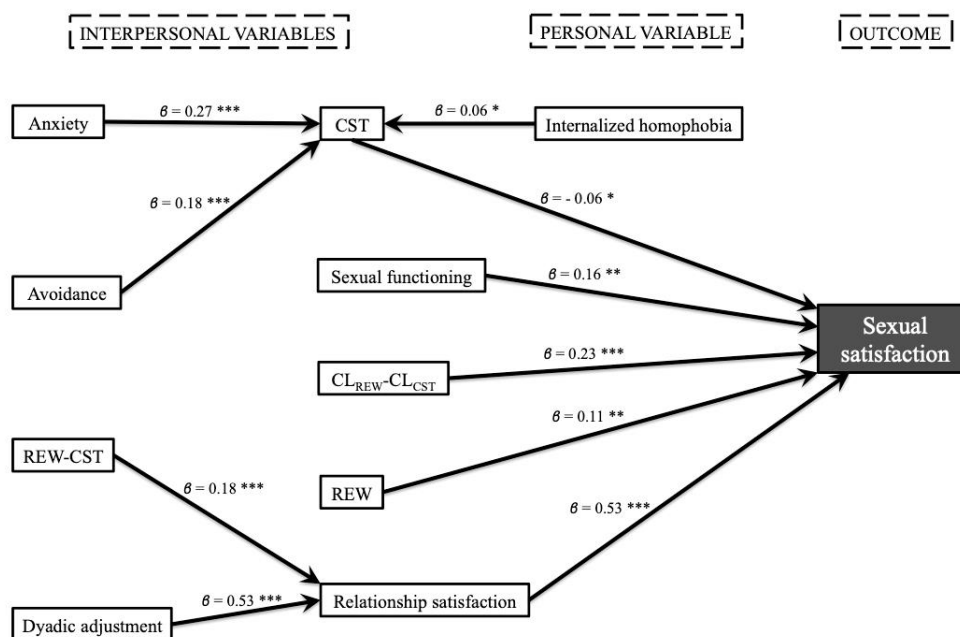 INTERPERSONAL VARIABLES
PERSONAL VARIABLE
OUTCOME
β = 0.27 ***
β = 0.06 *
Anxiety
CST
Internalized homophobia
β = 0.18 ***
β = - 0.06 *
Sexual functioning
β = 0.16 **
Avoidance
Sexual
satisfaction
β = 0.23 ***
CL_REW-CL_CST
β = 0.11 **
REW-CST
β = 0.18 ***
REW
β = 0.53 ***
Relationship satisfaction
β = 0.53 ***
Dyadic adjustment